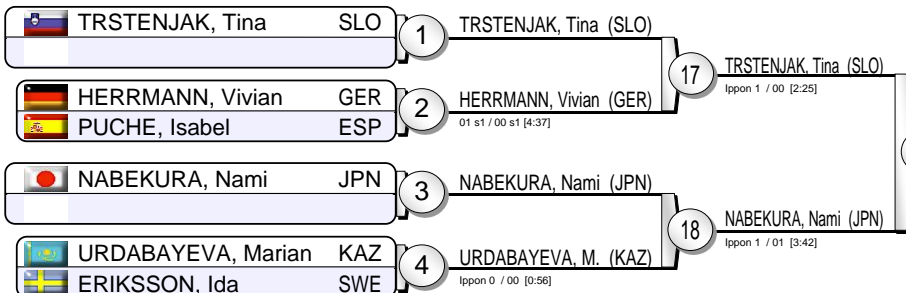 TRSTENJAK, Tina SLO
1
TRSTENJAK, Tina (SLO)
17
TRSTENJAK, Tina (SLO)
Ippon 1 / 00 [2:25]
HERRMANN, Vivian GER
PUCHE, Isabel ESP
2
HERRMANN, Vivian (GER)
01 s1 / 00 s1 [4:37]
NABEKURA, Nami JPN
3
NABEKURA, Nami (JPN)
18
NABEKURA, Nami (JPN)
Ippon 1 / 01 [3:42]
URDABAYEVA, Marian KAZ
ERIKSSON, Ida SWE
4
URDABAYEVA, M. (KAZ)
Ippon 0 / 00 [0:56]